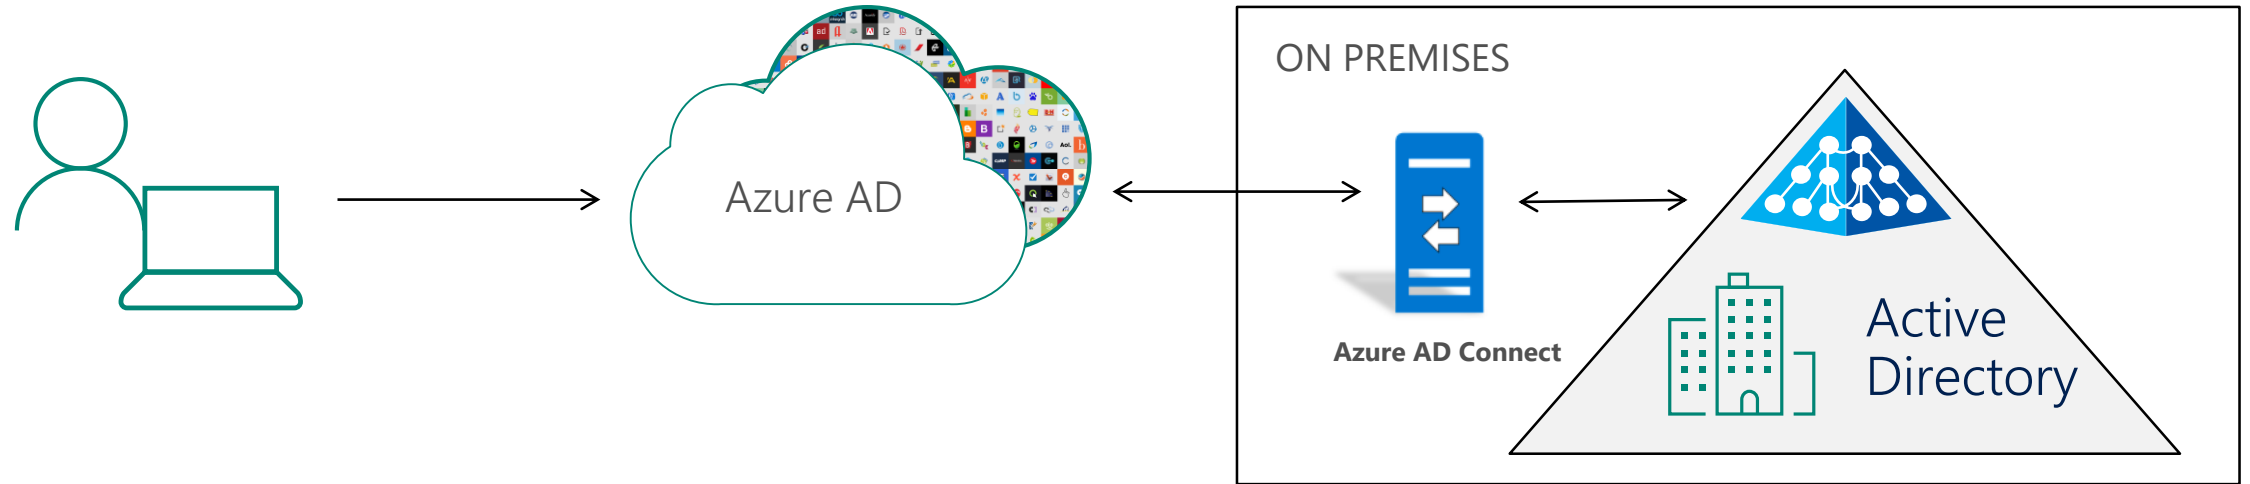 Azure AD
ON PREMISES
Azure AD Connect
Active
Directory